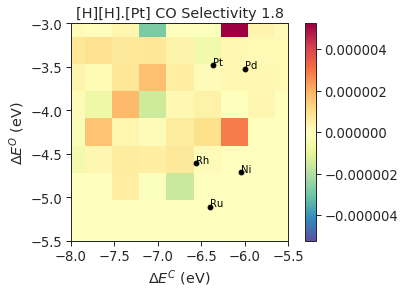 [H][H].[Pt] CO Selectivity 1.8
−3.0
−3.5
−4.0
−4.5
−5.0
−5.5
ΔE^O (eV)
Pt
Pd
Rh
Ni
Ru
−8.0 −7.5 −7.0 −6.5 −6.0 −5.5
ΔE^C (eV)
0.000004
0.000002
0.000000
−0.000002
−0.000004